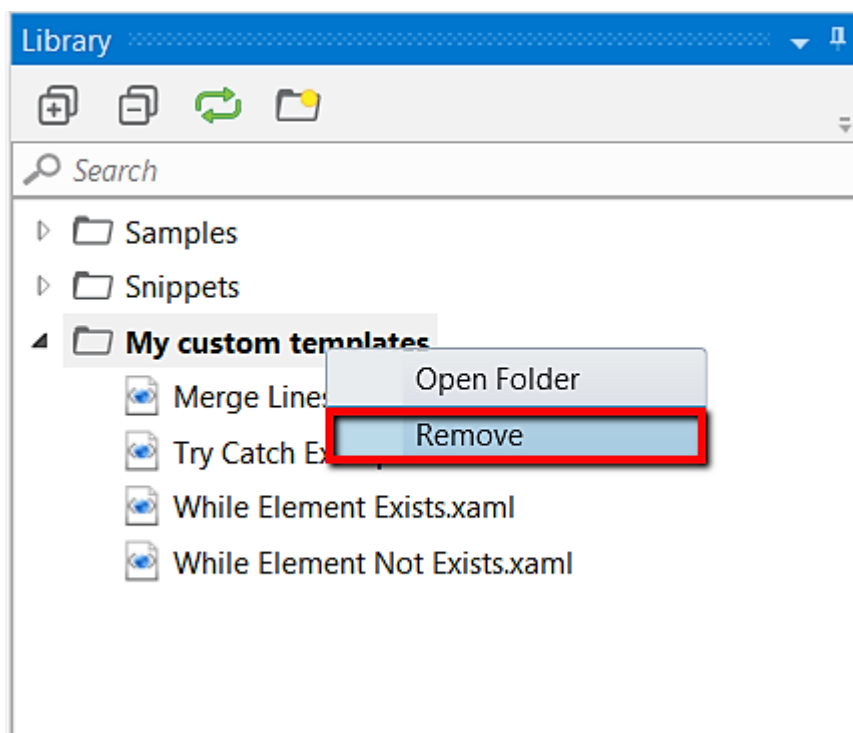 Library
Search
Samples
Snippets
My custom templates
Open Folder
Merge Lines
Remove
Try Catch
While Element Exists.xaml
While Element Not Exists.xaml